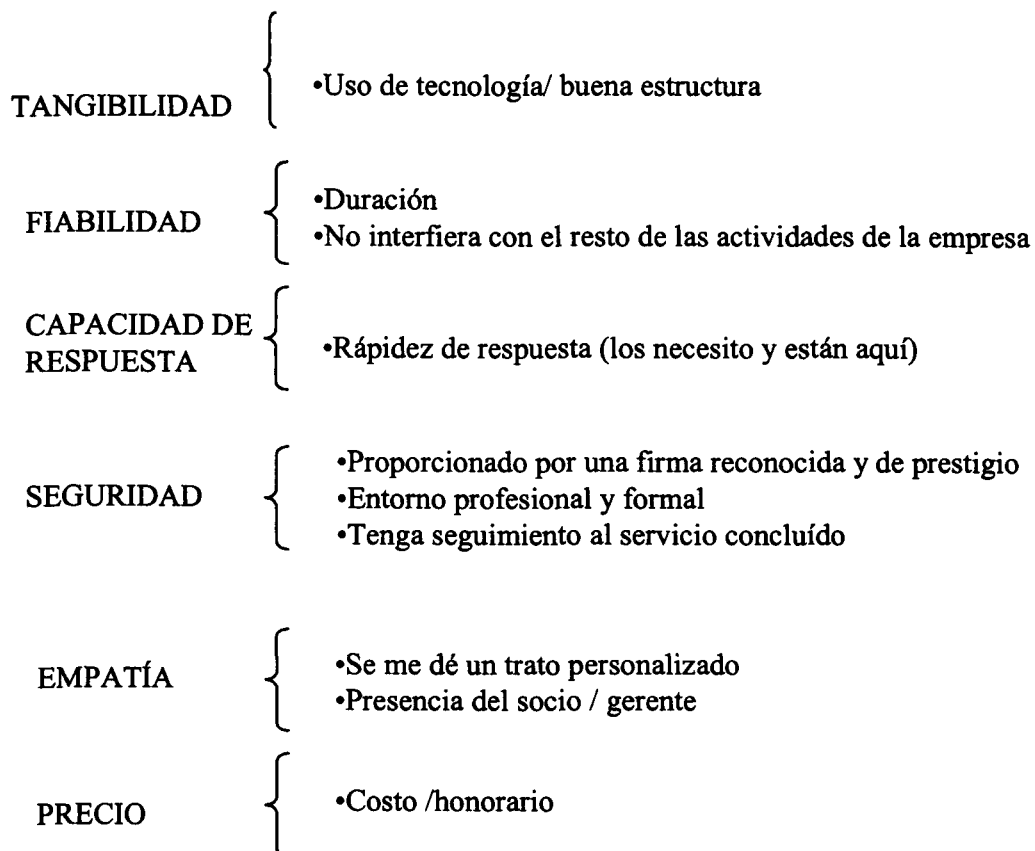 TANGIBILIDAD
•Uso de tecnología/ buena estructura
FIABILIDAD
•Duración
•No interfiera con el resto de las actividades de la empresa
CAPACIDAD DE
RESPUESTA
•Rápidez de respuesta (los necesito y están aquí)
SEGURIDAD
•Proporcionado por una firma reconocida y de prestigio
•Entorno profesional y formal
•Tenga seguimiento al servicio concluído
EMPATÍA
•Se me dé un trato personalizado
•Presencia del socio / gerente
PRECIO
•Costo /honorario